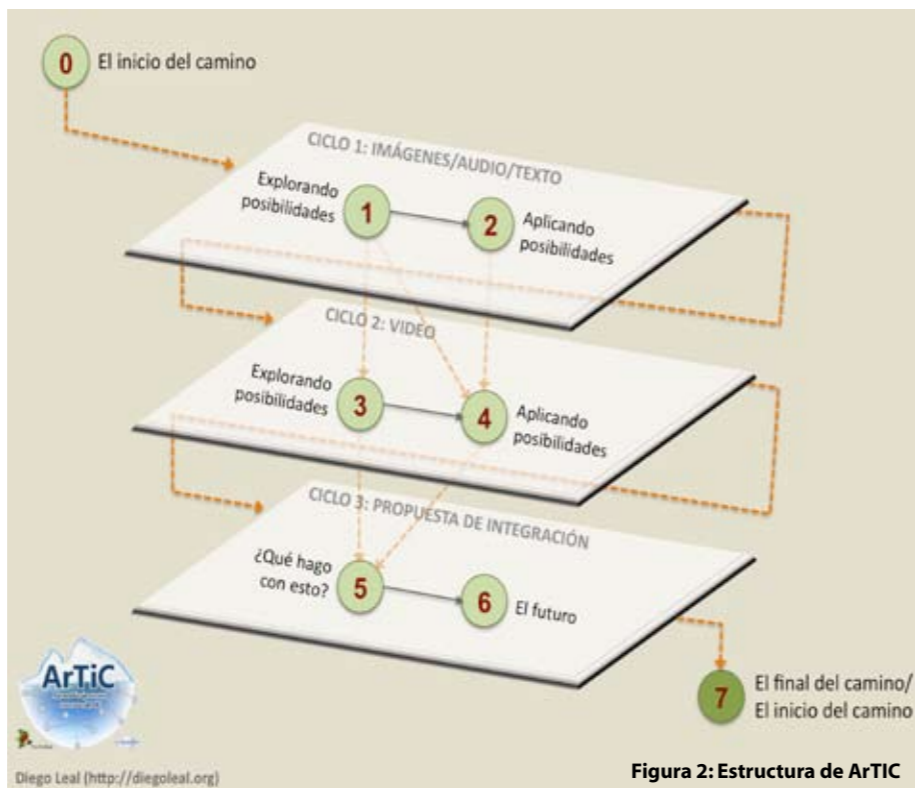 0 El inicio del camino
CICLO 1: IMÁGENES/AUDIO/TEXTO
Explorando
posibilidades
1
2
Aplicando
posibilidades
CICLO 2: VIDEO
Explorando
posibilidades
3
4
Aplicando
posibilidades
CICLO 3: PROPUESTA DE INTEGRACIÓN
¿Qué hago
con esto?
5
6
El futuro
ArTiC
7
El final del camino/
El inicio del camino
Diego Leal (http://diegoleal.org)
Figura 2: Estructura de ArTIC